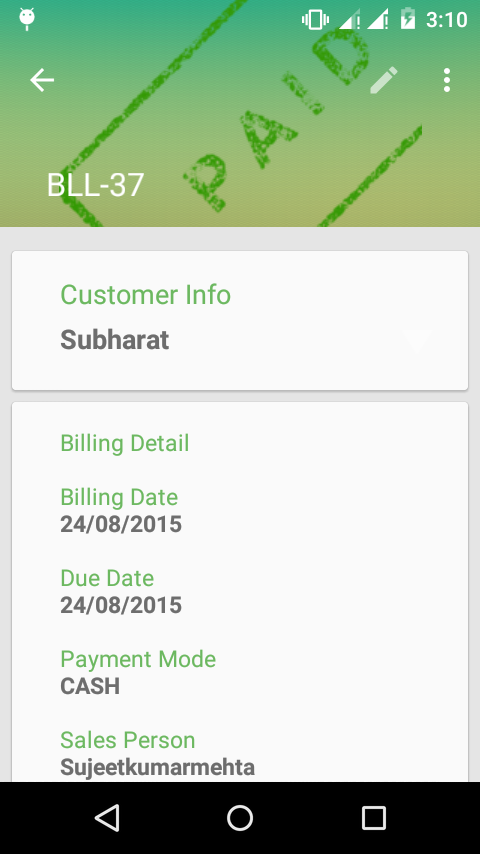 3:10
PAID
BLL-37
Customer Info
Subharat
Billing Detail
Billing Date
24/08/2015
Due Date
24/08/2015
Payment Mode
CASH
Sales Person
Sujeetkumarmehta